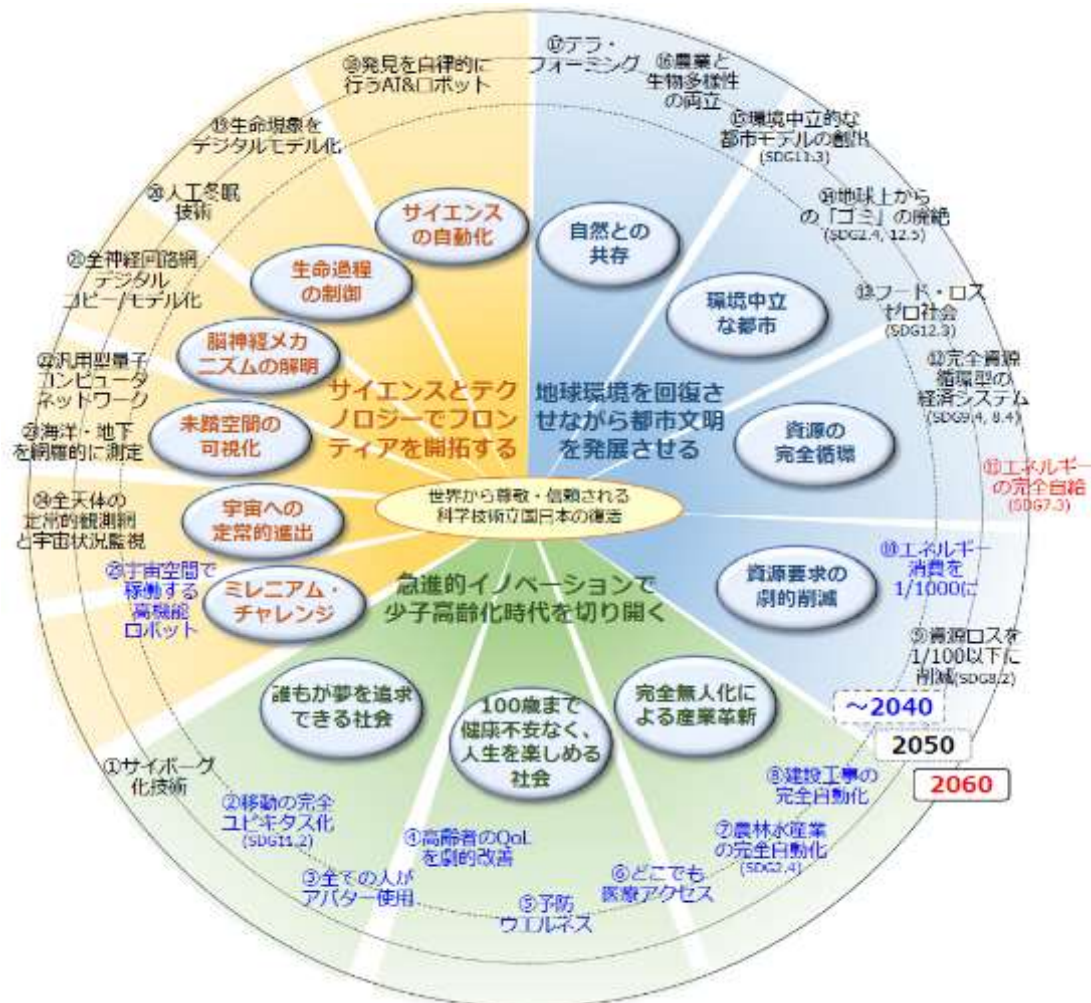 ⑱発見を自律的に
行うAI&ロボット
⑲生命現象を
デジタルモデル化
⑳人工冬眠
技術
㉑全神経回路網
デジタル
コピー/モデル化
㉒汎用型量子
コンピュータ
ネットワーク
㉓海洋・地下
を網羅的に測定
㉔全天体の
定常的観測網
と宇宙状況監視
㉕宇宙空間で
稼働する
高機能
ロボット
サイエンス
の自動化
生命過程
の制御
脳神経メカ
ニズムの解明
未踏空間の
可視化
宇宙への
定常的進出
ミレニアム・
チャレンジ
サイエンスとテク
ノロジーでフロン
ティアを開拓する
⑰テラ・
フォーミング
⑯農業と
生物多様性
の両立
⑮環境中立的な
都市モデルの創出
(SDG11.3)
⑭地球上から
の「ゴミ」の廃絶
(SDG2.4, 12.5)
⑬フード・ロス
ゼロ社会
(SDG12.3)
⑫完全資源
循環型の
経済システム
(SDG9.4, 8.4)
⑪エネルギー
の完全自給
(SDG7.3)
⑩エネルギー
消費を
1/1000に
⑨資源ロスを
1/100以下に
削減(SDG8.2)
自然との
共存
環境中立
な都市
資源の
完全循環
資源要求の
劇的削減
地球環境を回復さ
せながら都市文明
を発展させる
世界から尊敬・信頼される
科学技術立国日本の復活
急進的イノベーションで
少子高齢化時代を切り開く
誰もが夢を追求
できる社会
100歳まで
健康不安なく、
人生を楽しめる
社会
完全無人化に
よる産業革新
①サイボーグ
化技術
②移動の完全
ユビキタス化
(SDG11.2)
③全ての人が
アバター使用
④高齢者のQoL
を劇的改善
⑤予防
ウエルネス
⑥どこでも
医療アクセス
⑦農林水産業
の完全自動化
(SDG2.4)
⑧建設工事の
完全自動化
~2040
2050
2060